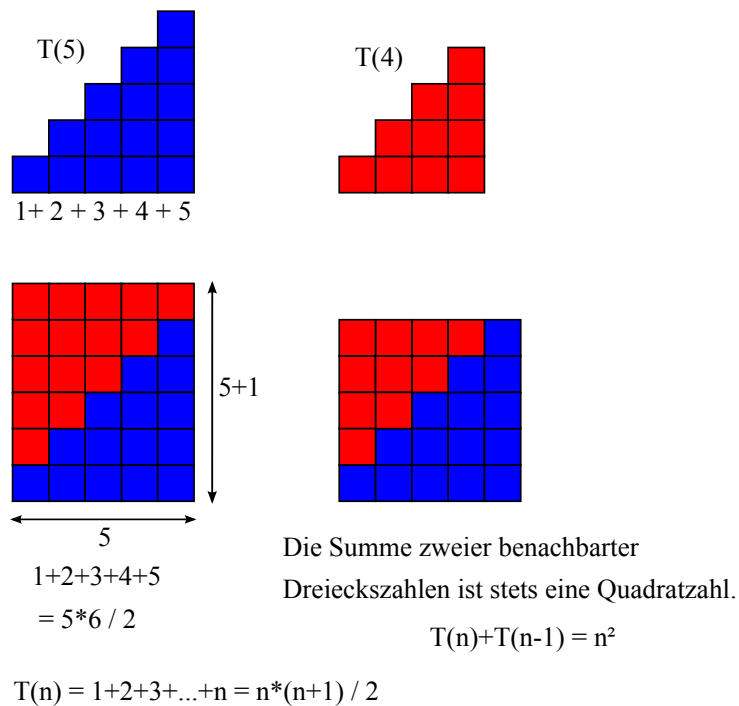 T(5)
T(4)
1+ 2 + 3 + 4 + 5
5+1
5
1+2+3+4+5
= 5*6 / 2
Die Summe zweier benachbarter
Dreieckszahlen ist stets eine Quadratzahl.
T(n)+T(n-1) = n²
T(n) = 1+2+3+...+n = n*(n+1) / 2